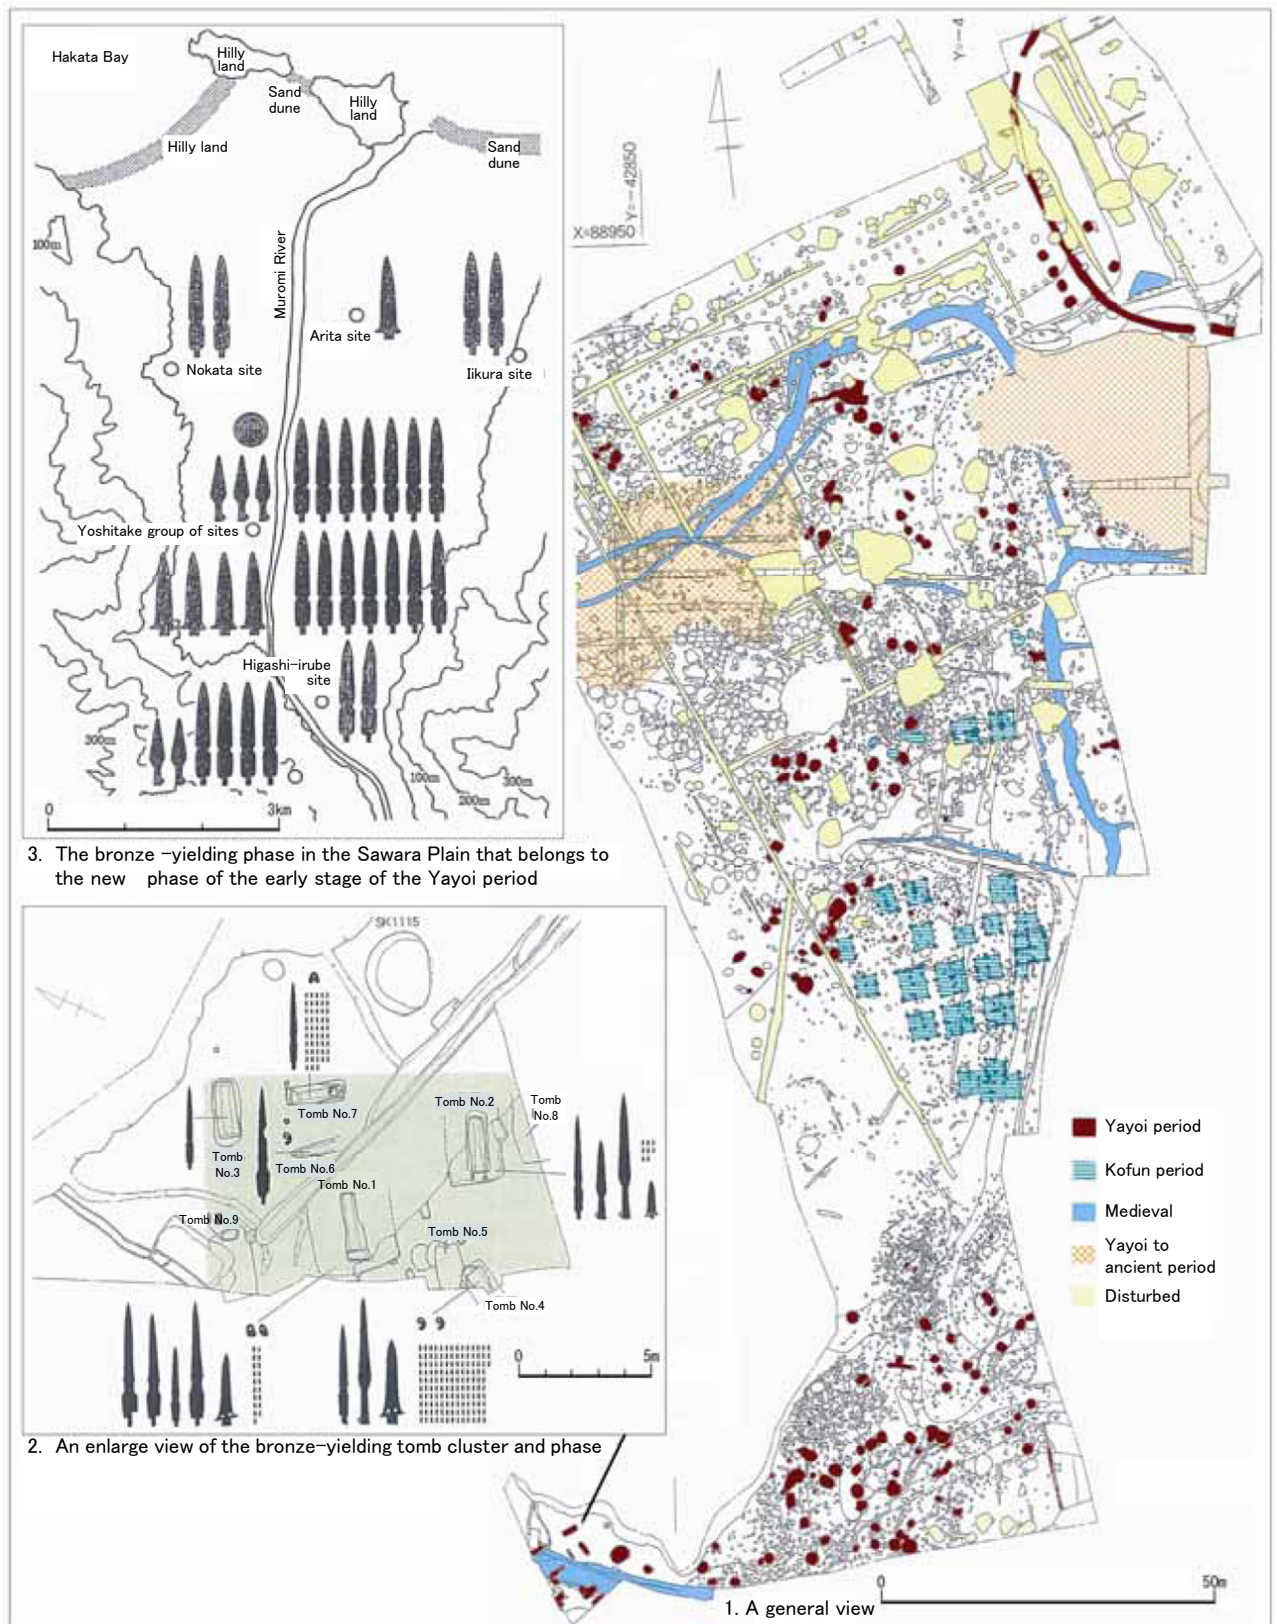 Hakata Bay
Hilly
land
Sand
dune
Hilly
land
Hilly land
Sand
dune
100m
Muromi River
Arita site
Nokata site
Iikura site
Yoshitake group of sites
Higashi-irube
site
300m
100m
200m
300m
0
3km
3. The bronze -yielding phase in the Sawara Plain that belongs to
the new phase of the early stage of the Yayoi period
SK1115
Tomb No.7
Tomb
No.3
Tomb No.6
Tomb No.1
Tomb No.2
Tomb
No.8
Tomb No.9
Tomb No.5
Tomb No.4
0
5m
2. An enlarge view of the bronze-yielding tomb cluster and phase
Y=-4
Y=-42850
X=88950
Yayoi period
Kofun period
Medieval
Yayoi to
ancient period
Disturbed
0
50m
1. A general view